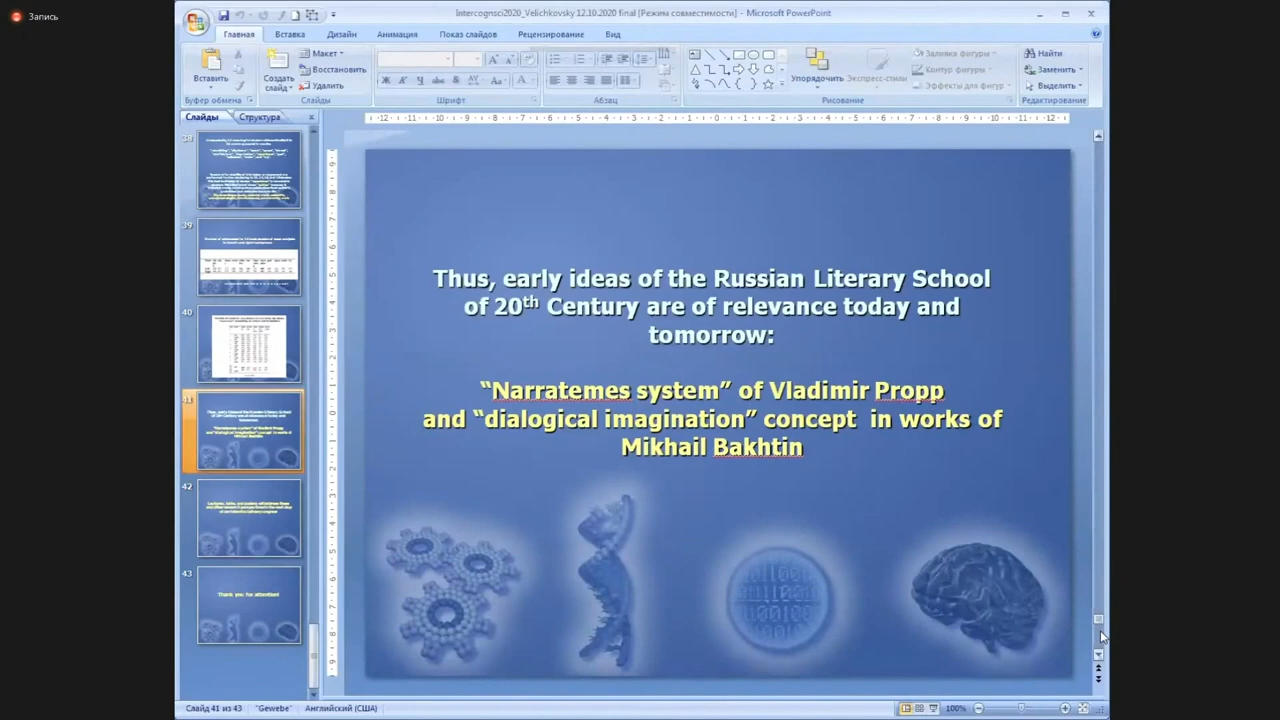 Запись
Intercognsci2020_Velichkovsky 12.10.2020 final [Режим совместимости] - Microsoft PowerPoint
Главная Вставка Дизайн Анимация Показ слайдов Рецензирование Вид
Вставить
Буфер обмена
Создать слайд
Макет
Восстановить
Удалить
Слайды
Шрифт
Абзац
Упорядочить
Экспресс-стили
Заливка фигуры
Контур фигуры
Эффекты для фигур
Рисование
Найти
Заменить
Выделить
Редактирование
Слайды Структура
38
39
40
41
42
43
Thank you for attention!
Thus, early ideas of the Russian Literary School
of 20th Century are of relevance today and
tomorrow:
“Narratemes system” of Vladimir Propp
and “dialogical imagination” concept in works of
Mikhail Bakhtin
Слайд 41 из 43 "Gewebe" Английский (США) 100%